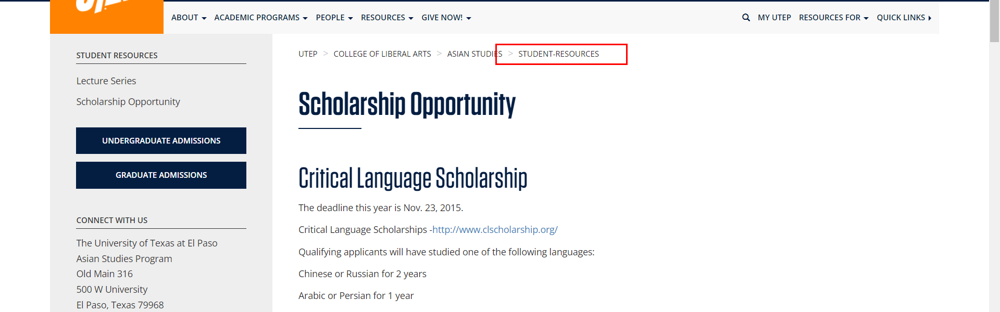 ABOUT ACADEMIC PROGRAMS PEOPLE RESOURCES GIVE NOW! MY UTEP RESOURCES FOR QUICK LINKS
STUDENT RESOURCES
Lecture Series
Scholarship Opportunity
UNDERGRADUATE ADMISSIONS
GRADUATE ADMISSIONS
CONNECT WITH US
The University of Texas at El Paso
Asian Studies Program
Old Main 316
500 W University
El Paso, Texas 79968
UTEP > COLLEGE OF LIBERAL ARTS > ASIAN STUDIES > STUDENT-RESOURCES
Scholarship Opportunity
Critical Language Scholarship
The deadline this year is Nov. 23, 2015.
Critical Language Scholarships -http://www.clscholarship.org/
Qualifying applicants will have studied one of the following languages:
Chinese or Russian for 2 years
Arabic or Persian for 1 year